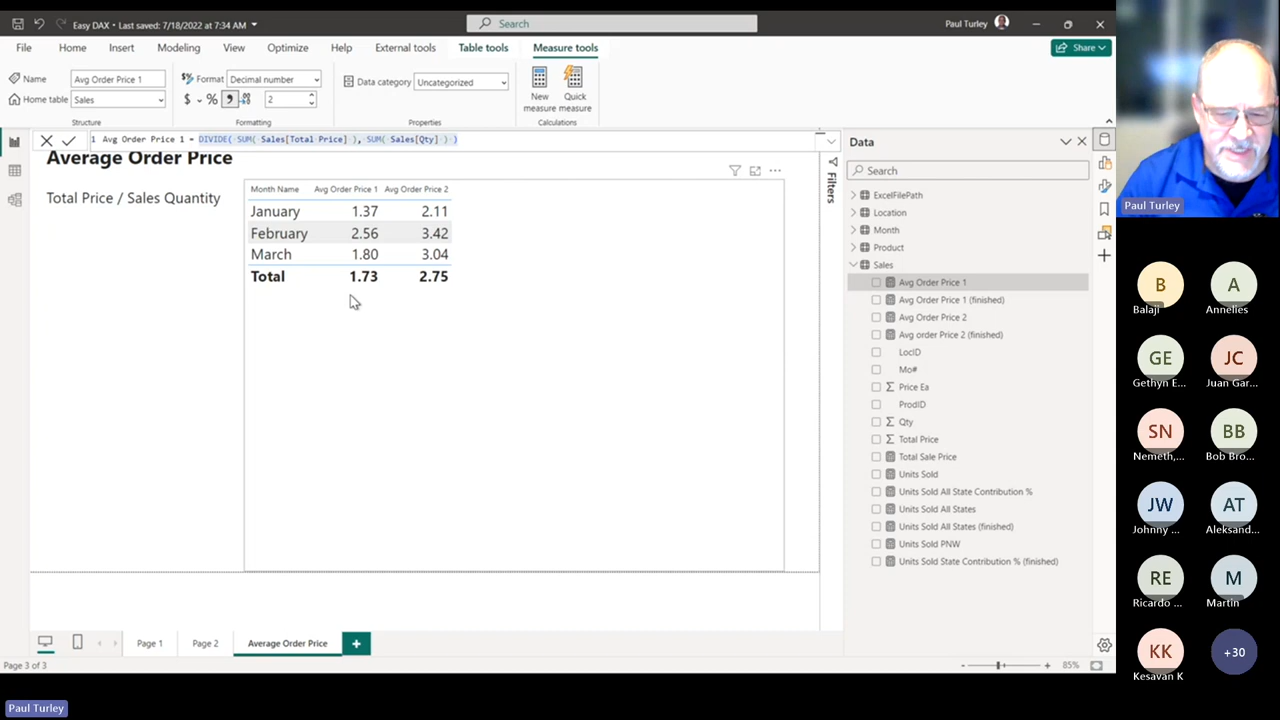 Easy DAX • Last saved: 7/18/2022 at 7:34 AM
Search
Paul Turley
File Home Insert Modeling View Optimize Help External tools Table tools Measure tools
Share
Name Avg Order Price 1
Format Decimal number
Data category Uncategorized
New measure
Quick measure
Home table Sales
$ % 2
Structure Formatting Properties Calculations
1 Avg Order Price 1 = DIVIDE( SUM( Sales[Total Price] ), SUM( Sales[Qty] ) )
Average Order Price
Total Price / Sales Quantity
Month Name Avg Order Price 1 Avg Order Price 2
January 1.37 2.11
February 2.56 3.42
March 1.80 3.04
Total 1.73 2.75
Filters
Data
Search
ExcelFilePath
Location
Month
Product
Sales
Avg Order Price 1
Avg Order Price 1 (finished)
Avg Order Price 2
Avg order Price 2 (finished)
LocID
Mo#
Price Ea
ProdID
Qty
Total Price
Total Sale Price
Units Sold
Units Sold All State Contribution %
Units Sold All States
Units Sold All States (finished)
Units Sold PNW
Units Sold State Contribution % (finished)
Page 1 Page 2 Average Order Price
Page 3 of 3
85%
Paul Turley
B A
Balaji Annelies
GE JC
Gethyn E... Juan Gar...
SN BB
Nemeth,... Bob Bro...
JW AT
Johnny ... Aleksand...
RE M
Ricardo ... Martin
KK +30
Kesavan K
Paul Turley